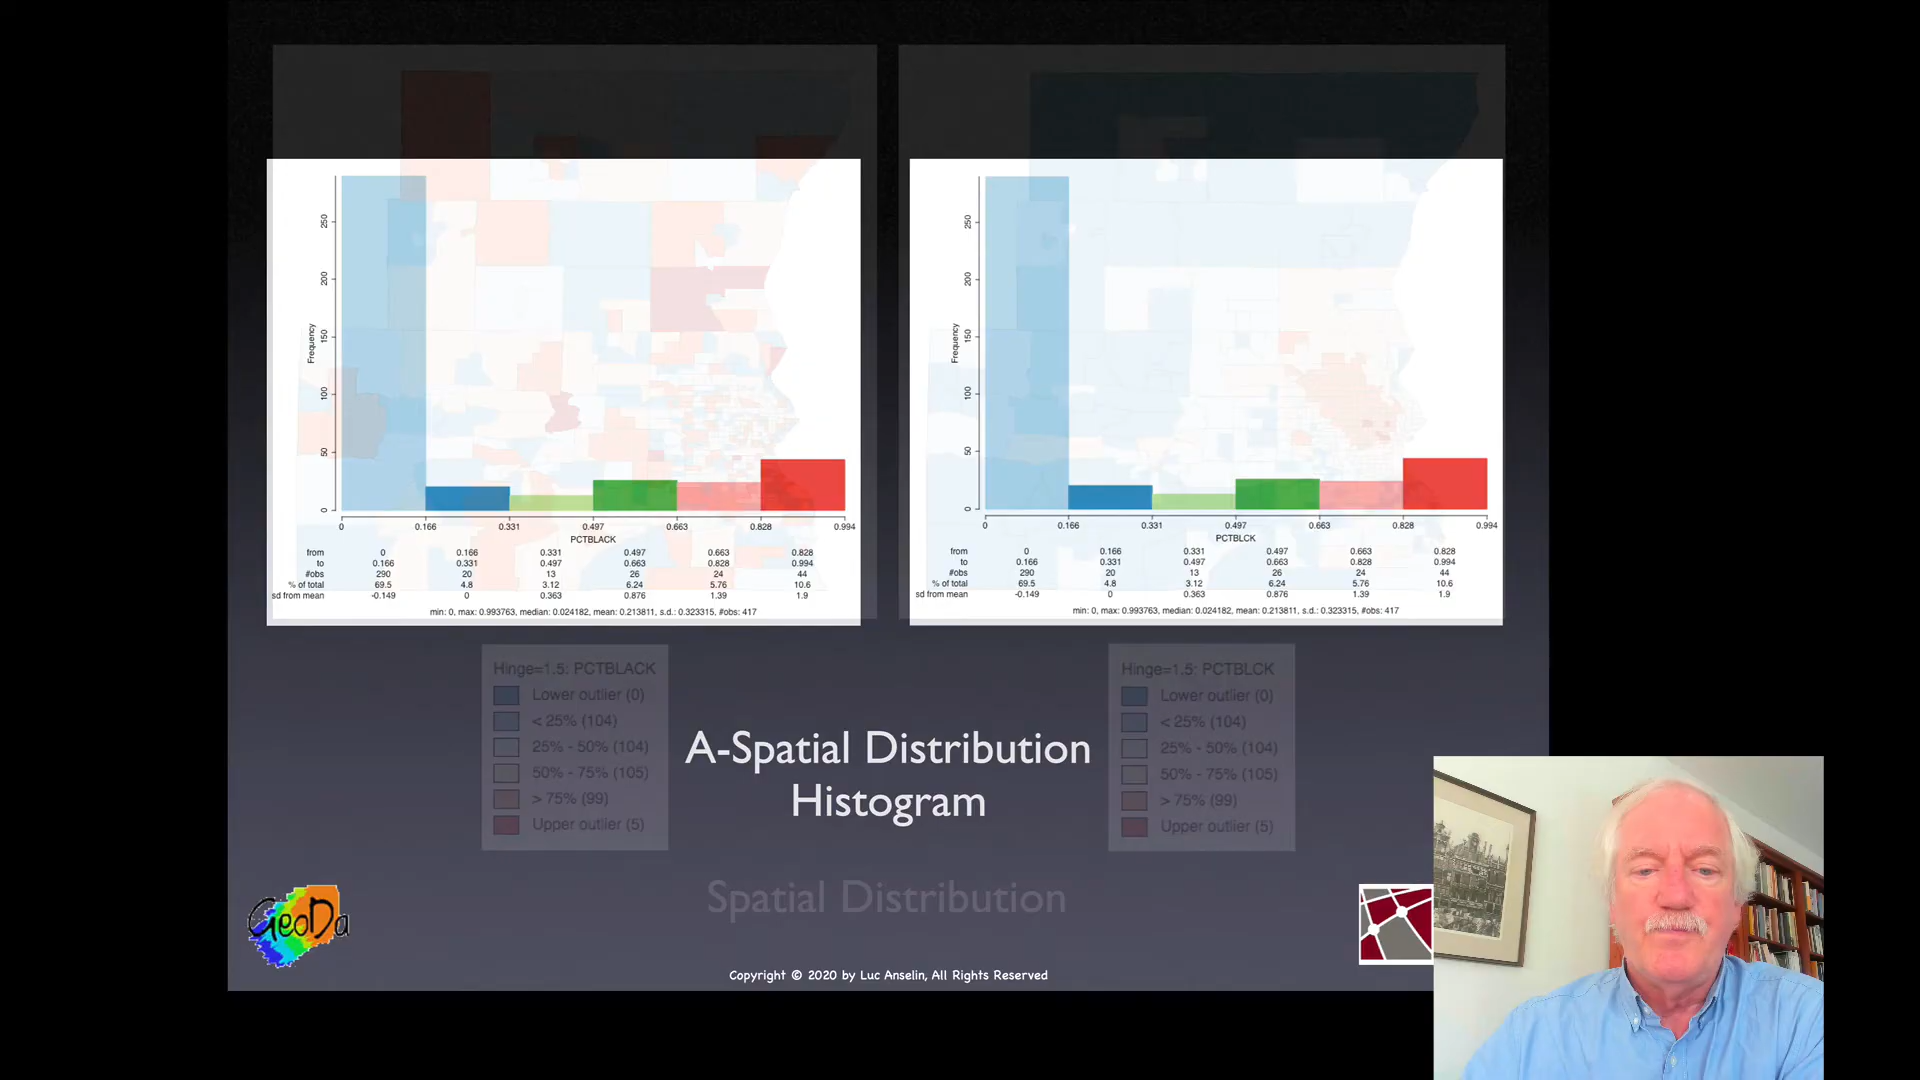 250
200
150
100
50
0
Frequency
0 0.166 0.331 0.497 0.663 0.828 0.994
PCTBLACK
from 0 0.166 0.331 0.497 0.663 0.828
to 0.166 0.331 0.497 0.663 0.828 0.994
#obs 290 20 13 26 24 44
% of total 69.5 4.8 3.12 6.24 5.76 10.6
sd from mean -0.149 0 0.363 0.876 1.39 1.9
min: 0, max: 0.993763, median: 0.024182, mean: 0.213811, s.d.: 0.323315, #obs: 417
250
200
150
100
50
0
Frequency
0 0.166 0.331 0.497 0.663 0.828 0.994
PCTBLCK
from 0 0.166 0.331 0.497 0.663 0.828
to 0.166 0.331 0.497 0.663 0.828 0.994
#obs 290 20 13 26 24 44
% of total 69.5 4.8 3.12 6.24 5.76 10.6
sd from mean -0.149 0 0.363 0.876 1.39 1.9
min: 0, max: 0.993763, median: 0.024182, mean: 0.213811, s.d.: 0.323315, #obs: 417
Hinge=1.5: PCTBLACK
Lower outlier (0)
< 25% (104)
25% - 50% (104)
50% - 75% (105)
> 75% (99)
Upper outlier (5)
Hinge=1.5: PCTBLCK
Lower outlier (0)
< 25% (104)
25% - 50% (104)
50% - 75% (105)
> 75% (99)
Upper outlier (5)
A-Spatial Distribution
Histogram
Spatial Distribution
GeoDa
Copyright © 2020 by Luc Anselin, All Rights Reserved